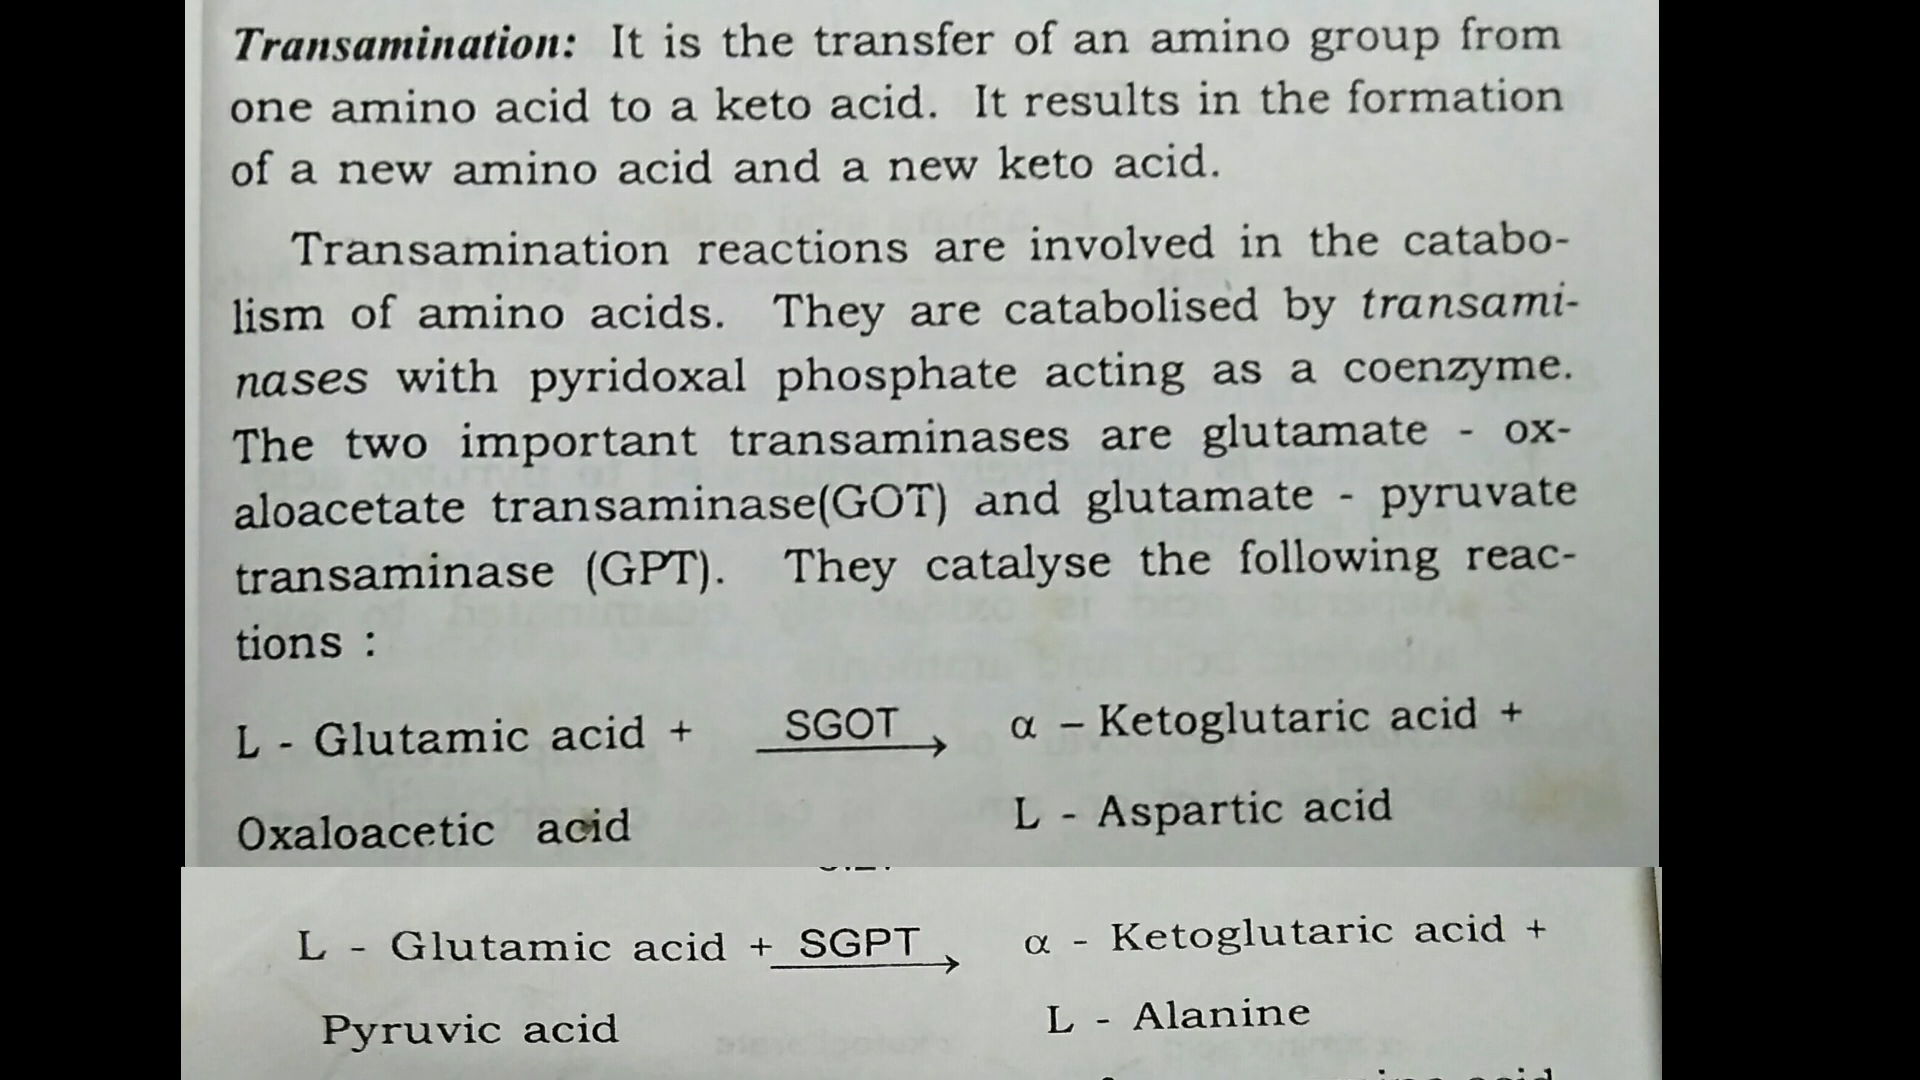 Transamination: It is the transfer of an amino group from
one amino acid to a keto acid. It results in the formation
of a new amino acid and a new keto acid.
Transamination reactions are involved in the catabo-
lism of amino acids. They are catabolised by transami-
nases with pyridoxal phosphate acting as a coenzyme.
The two important transaminases are glutamate - ox-
aloacetate transaminase(GOT) and glutamate - pyruvate
transaminase (GPT). They catalyse the following reac-
tions :
L - Glutamic acid + SGOT α – Ketoglutaric acid +
Oxaloacetic acid L - Aspartic acid
L - Glutamic acid + SGPT α - Ketoglutaric acid +
Pyruvic acid L - Alanine